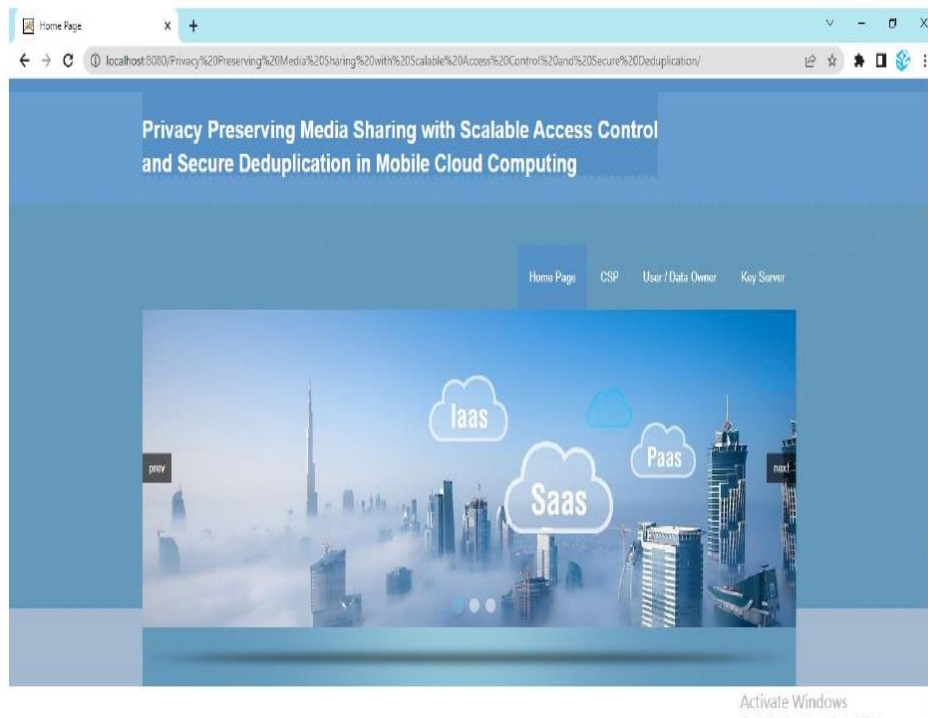 Home Page
localhost:8080/Privacy%20Preserving%20Media%20Sharing%20with%20Scalable%20Access%20Control%20and%20Secure%20Deduplication/
Privacy Preserving Media Sharing with Scalable Access Control
and Secure Deduplication in Mobile Cloud Computing
Home Page CSP User / Data Owner Key Server
Iaas
Paas
Saas
prev
next
Activate Windows